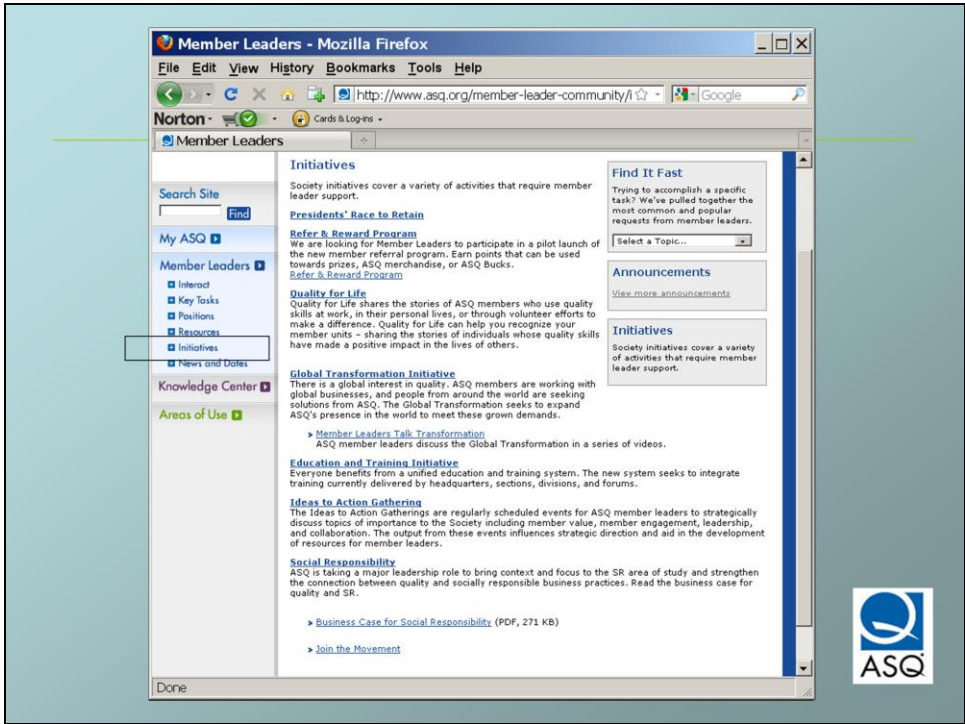 Member Leaders - Mozilla Firefox
File Edit View History Bookmarks Tools Help
http://www.asq.org/member-leader-community/i
Google
Norton
Cards & Log-ins
Member Leaders
Search Site
Find
My ASQ
Member Leaders
Interact
Key Tasks
Positions
Resources
Initiatives
News and Dates
Knowledge Center
Areas of Use
Initiatives
Society initiatives cover a variety of activities that require member
leader support.
Presidents' Race to Retain
Refer & Reward Program
We are looking for Member Leaders to participate in a pilot launch of
the new member referral program. Earn points that can be used
towards prizes, ASQ merchandise, or ASQ Bucks.
Refer & Reward Program
Quality for Life
Quality for Life shares the stories of ASQ members who use quality
skills at work, in their personal lives, or through volunteer efforts to
make a difference. Quality for Life can help you recognize your
member units – sharing the stories of individuals whose quality skills
have made a positive impact in the lives of others.
Global Transformation Initiative
There is a global interest in quality. ASQ members are working with
global businesses, and people from around the world are seeking
solutions from ASQ. The Global Transformation seeks to expand
ASQ's presence in the world to meet these grown demands.
Member Leaders Talk Transformation
ASQ member leaders discuss the Global Transformation in a series of videos.
Education and Training Initiative
Everyone benefits from a unified education and training system. The new system seeks to integrate
training currently delivered by headquarters, sections, divisions, and forums.
Ideas to Action Gathering
The Ideas to Action Gatherings are regularly scheduled events for ASQ member leaders to strategically
discuss topics of importance to the Society including member value, member engagement, leadership,
and collaboration. The output from these events influences strategic direction and aid in the development
of resources for member leaders.
Social Responsibility
ASQ is taking a major leadership role to bring context and focus to the SR area of study and strengthen
the connection between quality and socially responsible business practices. Read the business case for
quality and SR.
Business Case for Social Responsibility (PDF, 271 KB)
Join the Movement
Find It Fast
Trying to accomplish a specific
task? We've pulled together the
most common and popular
requests from member leaders.
Select a Topic...
Announcements
View more announcements
Initiatives
Society initiatives cover a variety
of activities that require member
leader support.
Done
ASQ